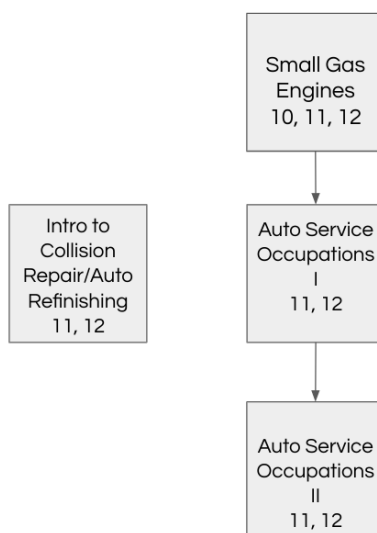 Small Gas
Engines
10, 11, 12
Intro to
Collision
Repair/Auto
Refinishing
11, 12
Auto Service
Occupations
I
11, 12
Auto Service
Occupations
II
11, 12